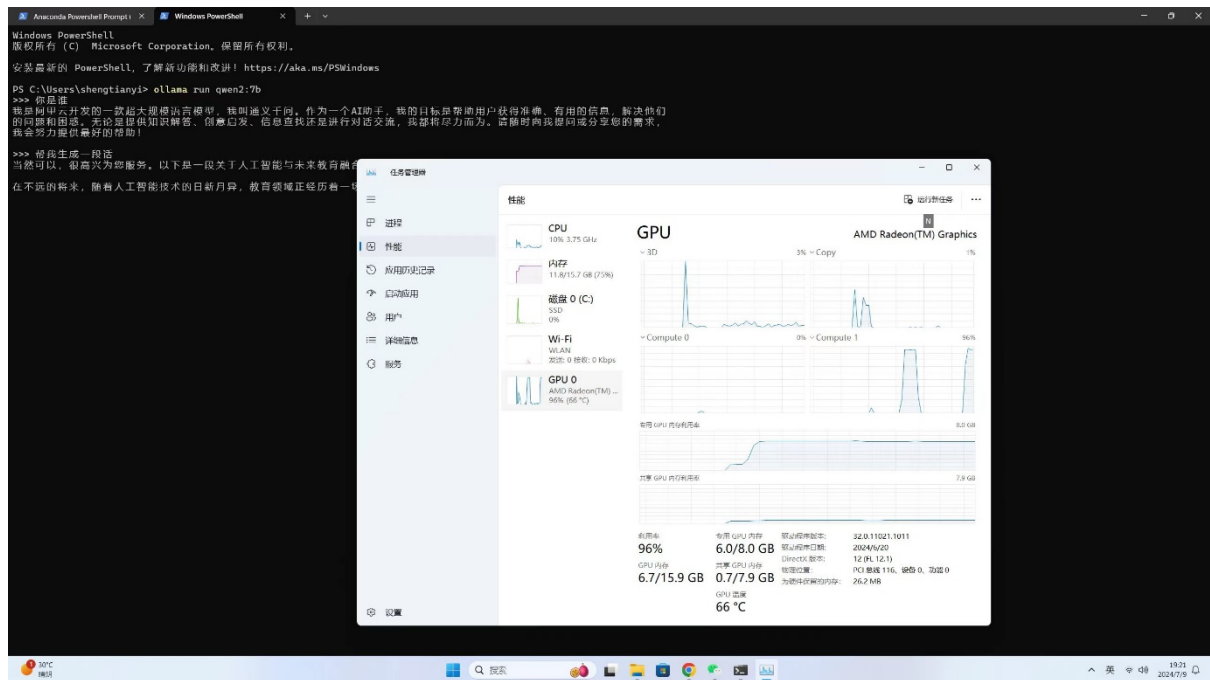 Anaconda Powershell Prompt (
Windows PowerShell
Windows PowerShell
版权所有 (C) Microsoft Corporation。保留所有权利。
安装最新的 PowerShell，了解新功能和改进！https://aka.ms/PSWindows
PS C:\Users\shengtianyi> ollama run qwen2:7b
>>> 你是谁
我是阿里云开发的一款超大规模语言模型，我叫通义千问。作为一个AI助手，我的目标是帮助用户获得准确、有用的信息，解决他们
的问题和困惑。无论是提供知识解答、创意启发、信息查找还是进行对话交流，我都将尽力而为。请随时向我提问或分享您的需求，
我会努力提供最好的帮助！
>>> 帮我生成一段话
当然可以，很高兴为您服务。以下是一段关于人工智能与未来教育融合
在不远的将来，随着人工智能技术的日新月异，教育领域正经历着一场
任务管理器
性能
运行新任务
N
进程
性能
应用历史记录
启动应用
用户
详细信息
服务
设置
CPU
10% 3.75 GHz
内存
11.8/15.7 GB (75%)
磁盘 0 (C:)
SSD
0%
Wi-Fi
WLAN
发送: 0 接收: 0 Kbps
GPU 0
AMD Radeon(TM) ...
96% (66 °C)
GPU
AMD Radeon(TM) Graphics
3D 3% Copy 1%
Compute 0 0% Compute 1 96%
专用 GPU 内存利用率 8.0 GB
共享 GPU 内存利用率 7.9 GB
利用率
96%
专用 GPU 内存
6.0/8.0 GB
GPU 内存
6.7/15.9 GB
共享 GPU 内存
0.7/7.9 GB
GPU 温度
66 °C
驱动程序版本: 32.0.11021.1011
驱动程序日期: 2024/6/20
DirectX 版本: 12 (FL 12.1)
物理位置: PCI 总线 116、设备 0、功能 0
为硬件保留的内存: 26.2 MB
1
30°C
晴朗
搜索
英
19:21
2024/7/9